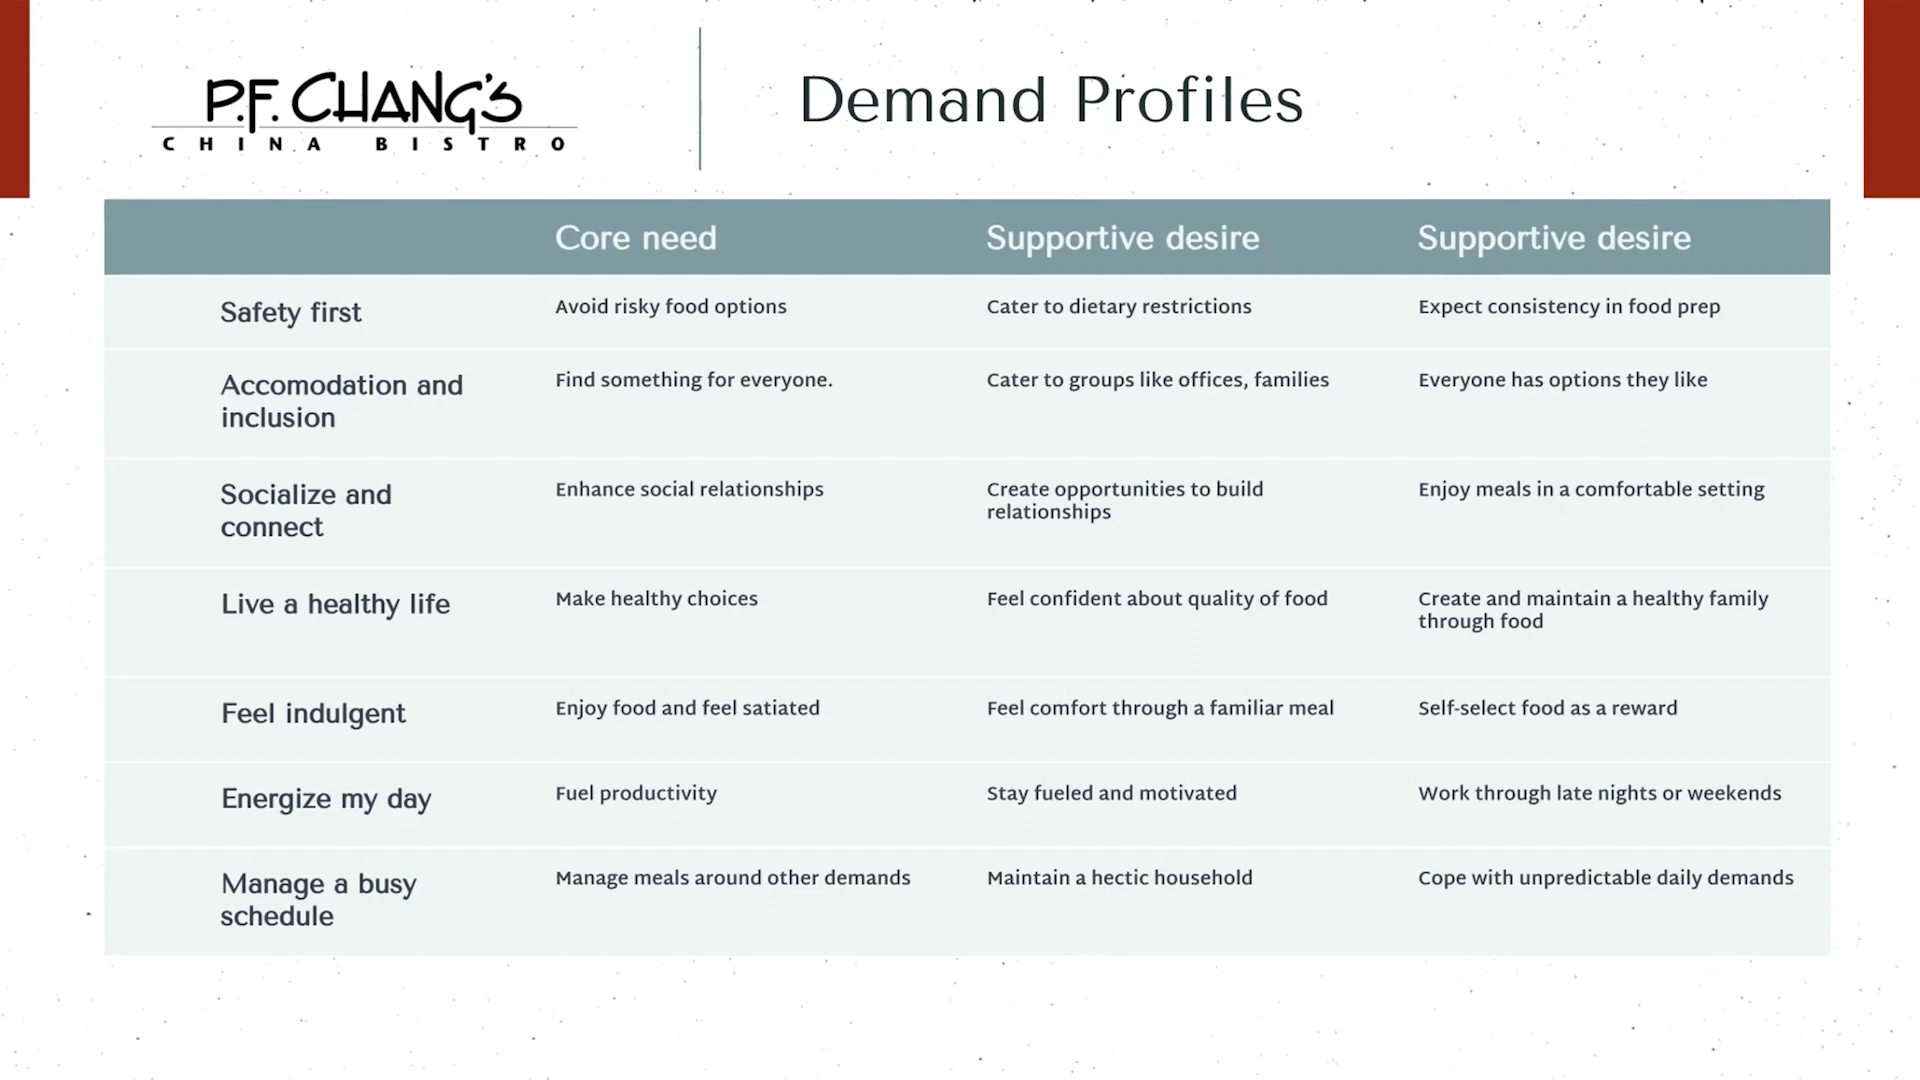 P.F. CHANG'S
CHINA BISTRO
Demand Profiles
Core need Supportive desire Supportive desire
Safety first Avoid risky food options Cater to dietary restrictions Expect consistency in food prep
Accomodation and
inclusion
Find something for everyone. Cater to groups like offices, families Everyone has options they like
Socialize and
connect
Enhance social relationships
Create opportunities to build
relationships
Enjoy meals in a comfortable setting
Live a healthy life Make healthy choices Feel confident about quality of food
Create and maintain a healthy family
through food
Feel indulgent Enjoy food and feel satiated Feel comfort through a familiar meal Self-select food as a reward
Energize my day Fuel productivity Stay fueled and motivated Work through late nights or weekends
Manage a busy
schedule
Manage meals around other demands Maintain a hectic household Cope with unpredictable daily demands